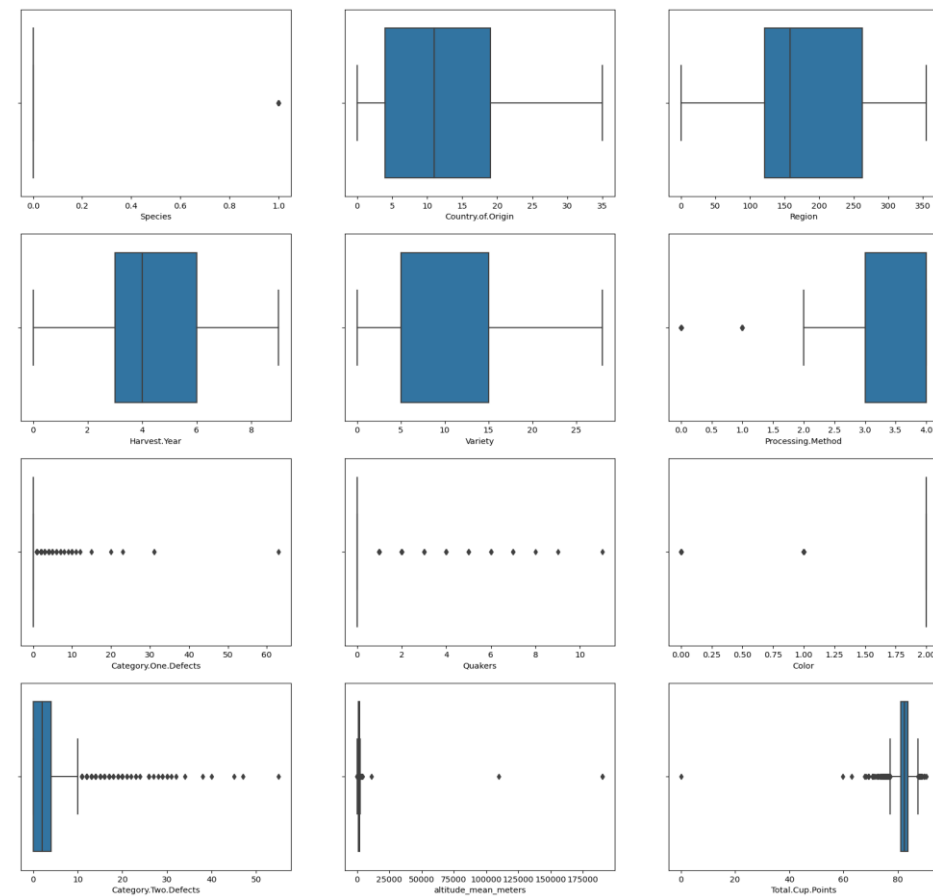 0.0 0.2 0.4 0.6 0.8 1.0
Species
0 5 10 15 20 25 30 35
Country.of.Origin
0 50 100 150 200 250 300 350
Region
0 2 4 6 8
Harvest.Year
0 5 10 15 20 25
Variety
0.0 0.5 1.0 1.5 2.0 2.5 3.0 3.5 4.0
Processing.Method
0 10 20 30 40 50 60
Category.One.Defects
0 2 4 6 8 10
Quakers
0.00 0.25 0.50 0.75 1.00 1.25 1.50 1.75 2.00
Color
0 10 20 30 40 50
Category.Two.Defects
0 25000 50000 75000 100000 125000 150000 175000
altitude_mean_meters
0 20 40 60 80
Total.Cup.Points